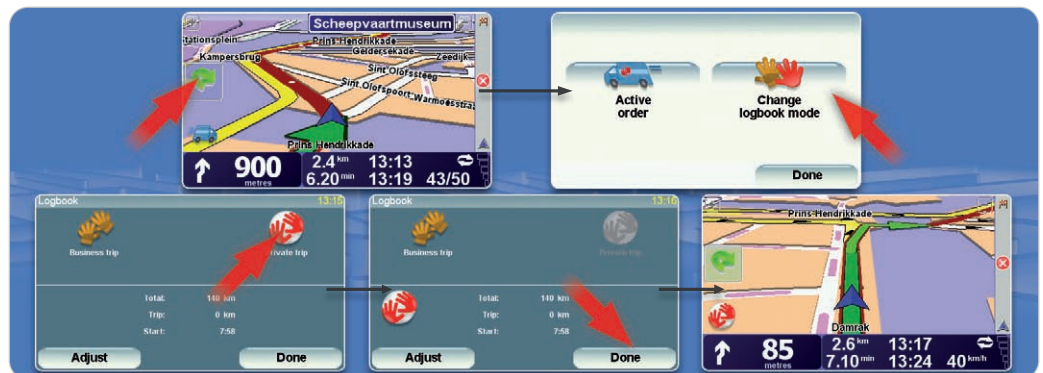 Scheepvaartmuseum
Stationsplein
Prins Hendrikkade
Geldersekade
Zeedijk
Kampersbrug
Sint Olofssteeg
Sint Olofspoort
Warmoesstraa
Prins Hendrikkade
900
metres
2.4 km 13:13
6.20 min 13:19 43/50
Active
order
Change
logbook mode
Done
Logbook 13:15
Business trip
Private trip
Total: 140 km
Trip: 0 km
Start: 7:58
Adjust
Done
Logbook 13:16
Business trip
Private trip
Total: 140 km
Trip: 0 km
Start: 7:58
Adjust
Done
Prins Hendrikkade
Damrak
85
metres
2.6 km 13:17
7.10 min 13:24 40 km/h